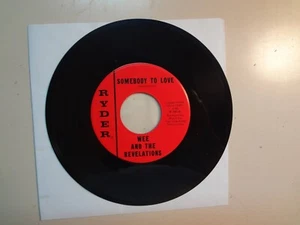 SOMEBODY TO LOVE
RYDER
WEE
AND THE
REVELATIONS